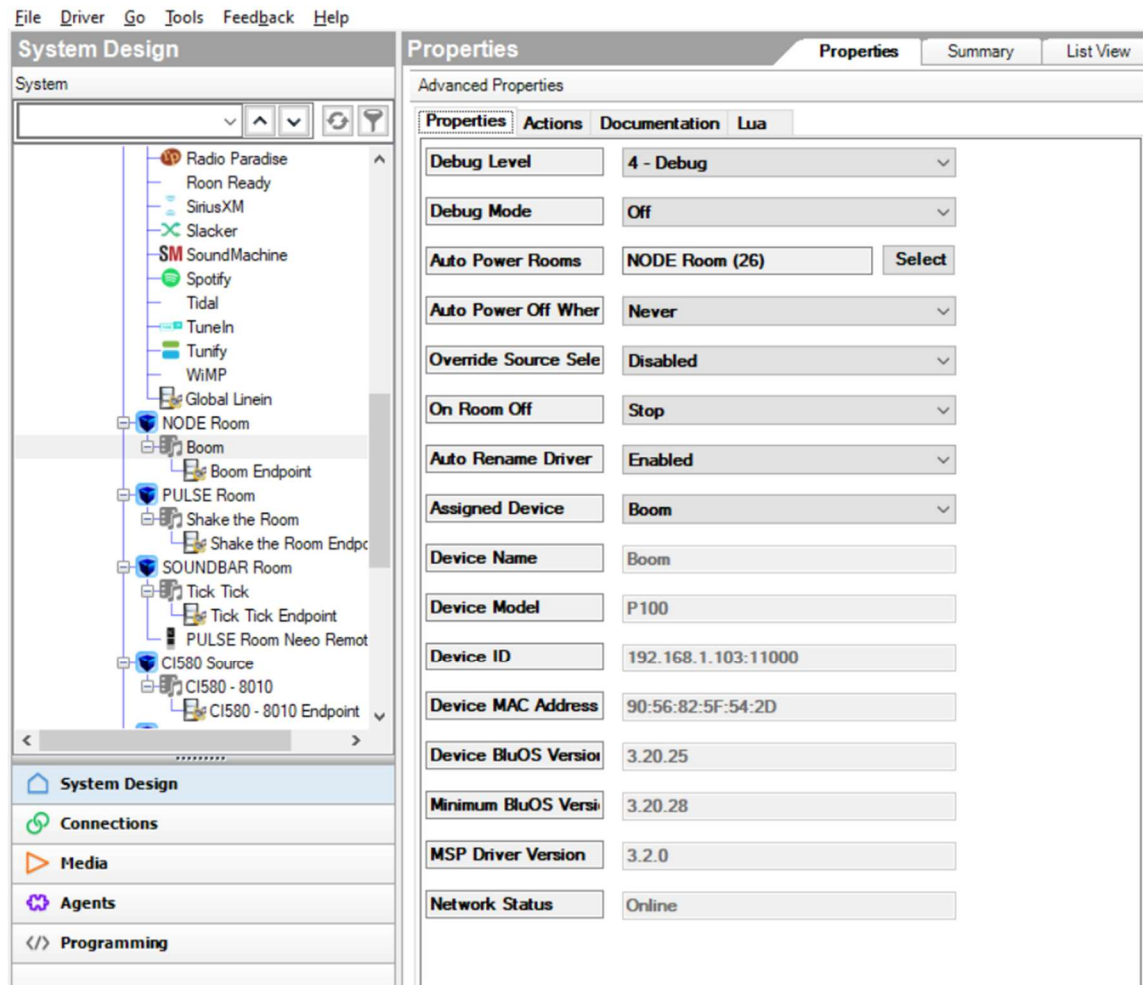 File Driver Go Tools Feedback Help
System Design
System
Radio Paradise
Roon Ready
SiriusXM
Slacker
SM SoundMachine
Spotify
Tidal
TuneIn
Tunify
WiMP
Global Linein
NODE Room
Boom
Boom Endpoint
PULSE Room
Shake the Room
Shake the Room Endpo
SOUNDBAR Room
Tick Tick
Tick Tick Endpoint
PULSE Room Neeo Remot
CI580 Source
CI580 - 8010
CI580 - 8010 Endpoint
System Design
Connections
Media
Agents
Programming
Properties Properties Summary List View
Advanced Properties
Properties Actions Documentation Lua
Debug Level 4 - Debug
Debug Mode Off
Auto Power Rooms NODE Room (26) Select
Auto Power Off Wher Never
Override Source Sele Disabled
On Room Off Stop
Auto Rename Driver Enabled
Assigned Device Boom
Device Name Boom
Device Model P100
Device ID 192.168.1.103:11000
Device MAC Address 90:56:82:5F:54:2D
Device BluOS Version 3.20.25
Minimum BluOS Versi 3.20.28
MSP Driver Version 3.2.0
Network Status Online